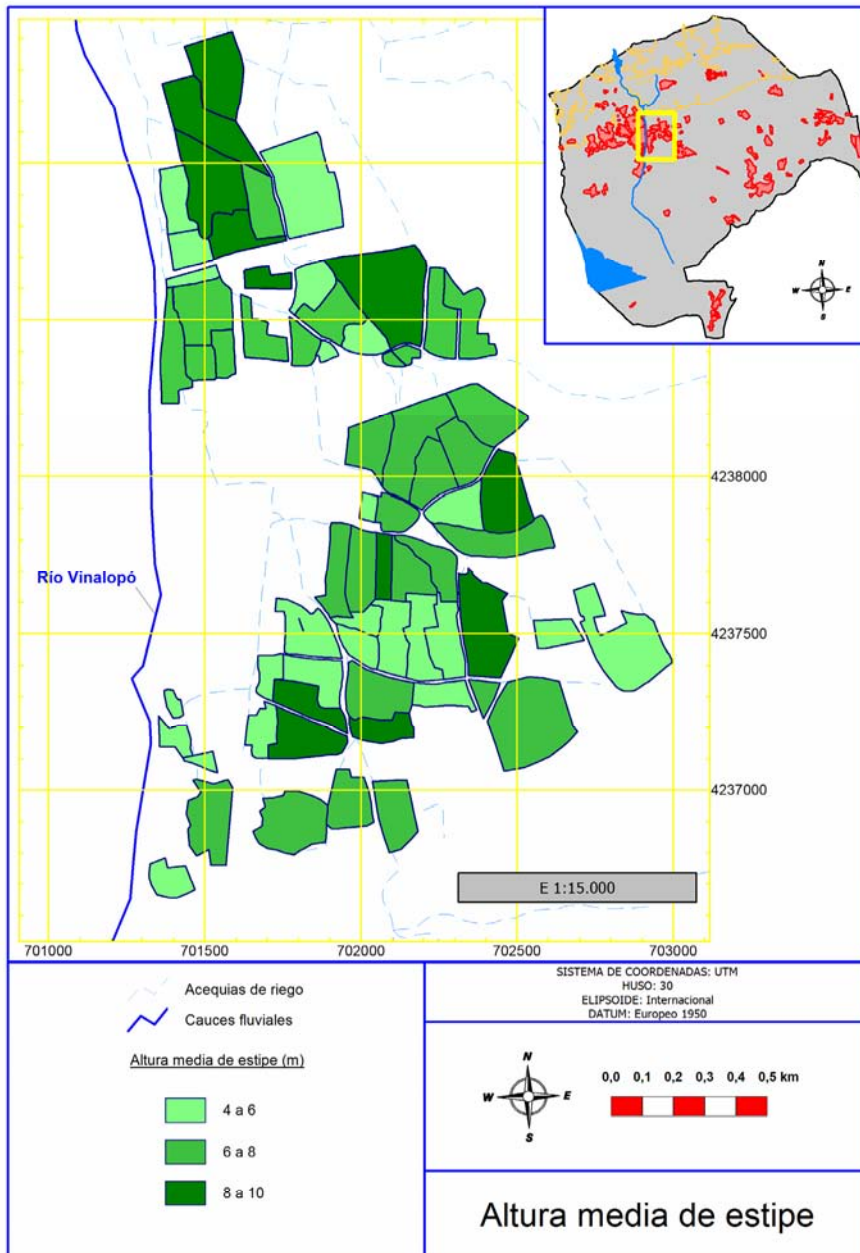 N
W E
S
4238000
Río Vinalopó
4237500
4237000
E 1:15.000
701000 701500 702000 702500 703000
Acequias de riego
Cauces fluviales
Altura media de estipe (m)
4 a 6
6 a 8
8 a 10
SISTEMA DE COORDENADAS: UTM
HUSO: 30
ELIPSOIDE: Internacional
DATUM: Europeo 1950
N
W E
S
0,0 0,1 0,2 0,3 0,4 0,5 km
Altura media de estipe